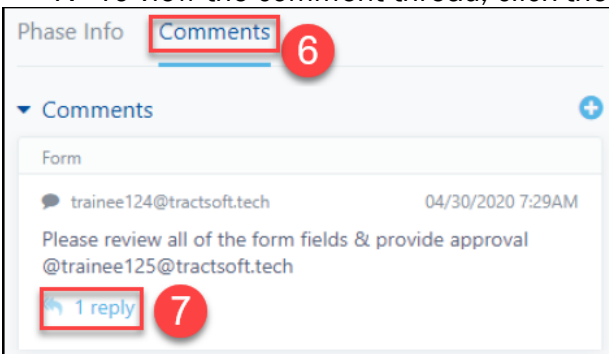 Phase Info Comments 6
Comments
Form
trainee124@tractsoft.tech 04/30/2020 7:29AM
Please review all of the form fields & provide approval
@trainee125@tractsoft.tech
1 reply 7